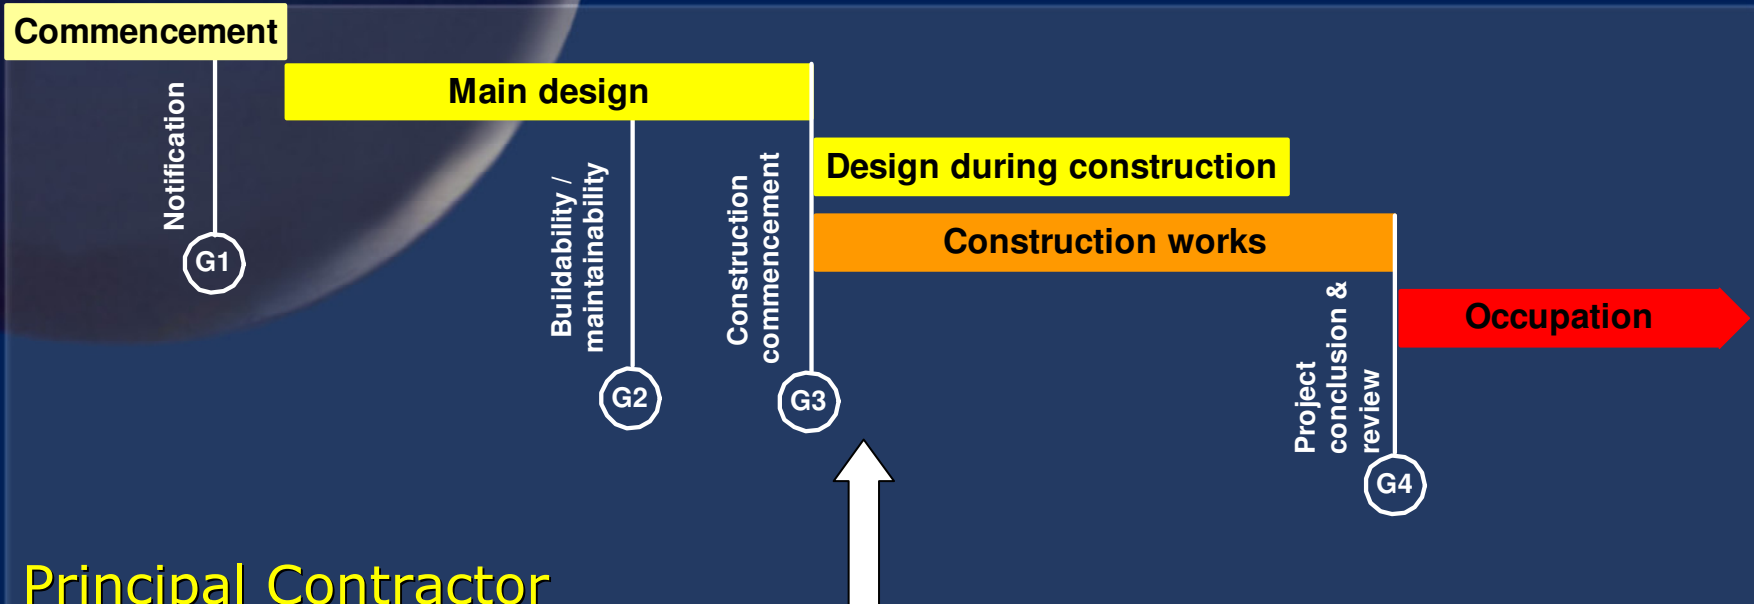 Commencement
Notification
G1
Main design
Buildability /
maintainability
G2
Construction
commencement
G3
Design during construction
Construction works
Project
conclusion &
review
G4
Occupation
Principal Contractor